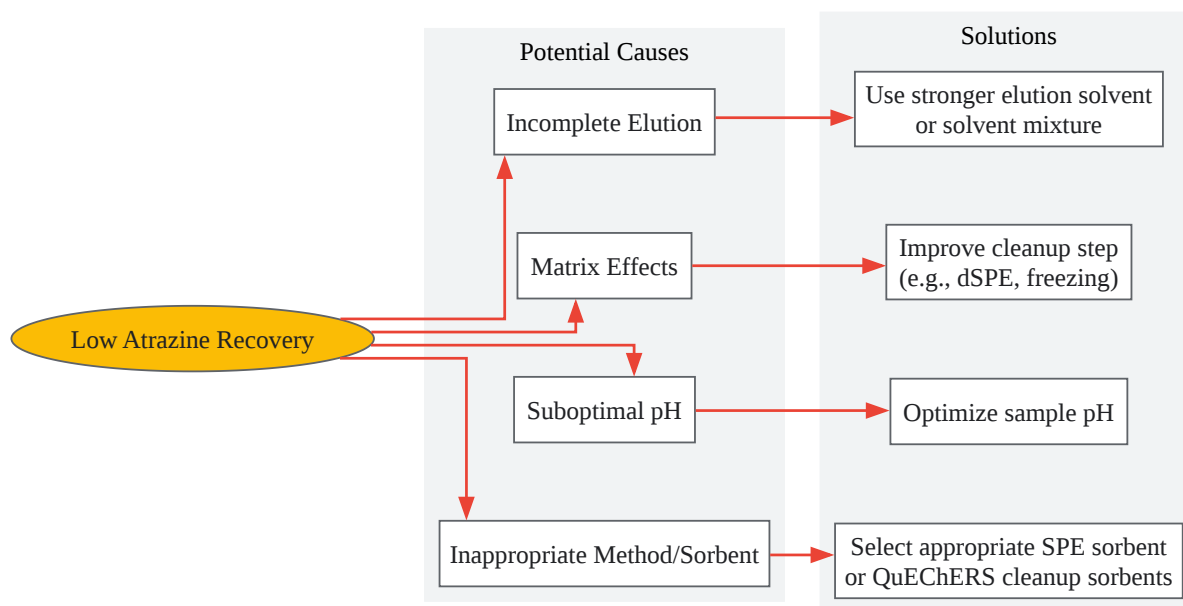 Potential Causes
Solutions
Incomplete Elution
Use stronger elution solvent
or solvent mixture
Matrix Effects
Improve cleanup step
(e.g., dSPE, freezing)
Low Atrazine Recovery
Suboptimal pH
Optimize sample pH
Inappropriate Method/Sorbent
Select appropriate SPE sorbent
or QuEChERS cleanup sorbents